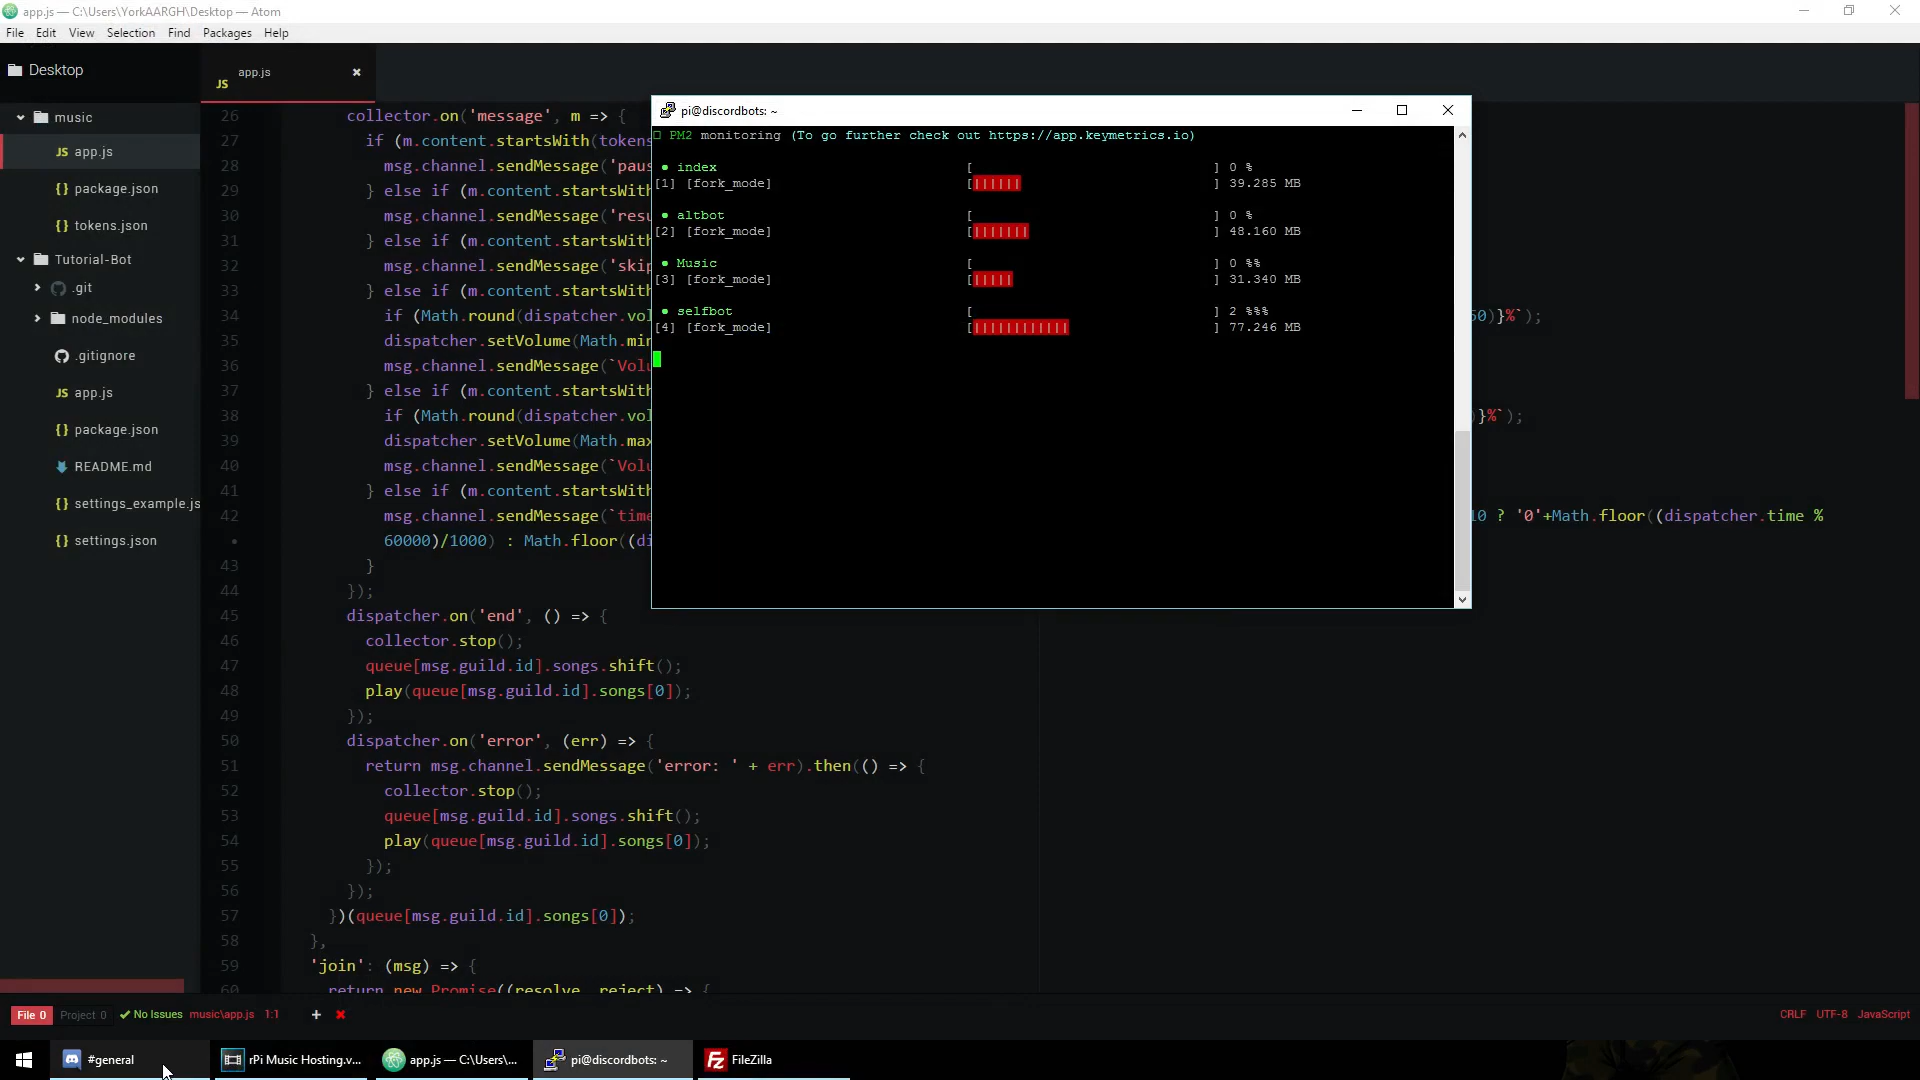 app.js — C:\Users\YorkAARGH\Desktop — Atom
File Edit View Selection Find Packages Help
Desktop
JS app.js
music
JS app.js
{} package.json
{} tokens.json
Tutorial-Bot
.git
node_modules
.gitignore
JS app.js
{} package.json
README.md
{} settings_example.js
{} settings.json
26 collector.on('message', m => {
27 if (m.content.startsWith(tokens
28 msg.channel.sendMessage('paus
29 } else if (m.content.startsWith
30 msg.channel.sendMessage('resu
31 } else if (m.content.startsWith
32 msg.channel.sendMessage('skip
33 } else if (m.content.startsWith
34 if (Math.round(dispatcher.vol 50)}%`);
35 dispatcher.setVolume(Math.min
36 msg.channel.sendMessage(`Volu
37 } else if (m.content.startsWith
38 if (Math.round(dispatcher.vol )}%`);
39 dispatcher.setVolume(Math.max
40 msg.channel.sendMessage(`Volu
41 } else if (m.content.startsWith
42 msg.channel.sendMessage(`time 10 ? '0'+Math.floor((dispatcher.time %
• 60000)/1000) : Math.floor((di
43 }
44 });
45 dispatcher.on('end', () => {
46 collector.stop();
47 queue[msg.guild.id].songs.shift();
48 play(queue[msg.guild.id].songs[0]);
49 });
50 dispatcher.on('error', (err) => {
51 return msg.channel.sendMessage('error: ' + err).then(() => {
52 collector.stop();
53 queue[msg.guild.id].songs.shift();
54 play(queue[msg.guild.id].songs[0]);
55 });
56 });
57 })(queue[msg.guild.id].songs[0]);
58 },
59 'join': (msg) => {
60 return new Promise((resolve, reject) => {
pi@discordbots: ~
PM2 monitoring (To go further check out https://app.keymetrics.io)
● index [ ] 0 %
[1] [fork_mode] [|||||| ] 39.285 MB
● altbot [ ] 0 %
[2] [fork_mode] [||||||| ] 48.160 MB
● Music [ ] 0 %%
[3] [fork_mode] [||||| ] 31.340 MB
● selfbot [ ] 2 %%%
[4] [fork_mode] [|||||||||||| ] 77.246 MB
File 0 Project 0 No Issues music\app.js 1:1 CRLF UTF-8 JavaScript
#general rPi Music Hosting.v... app.js — C:\Users\... pi@discordbots: ~ FileZilla